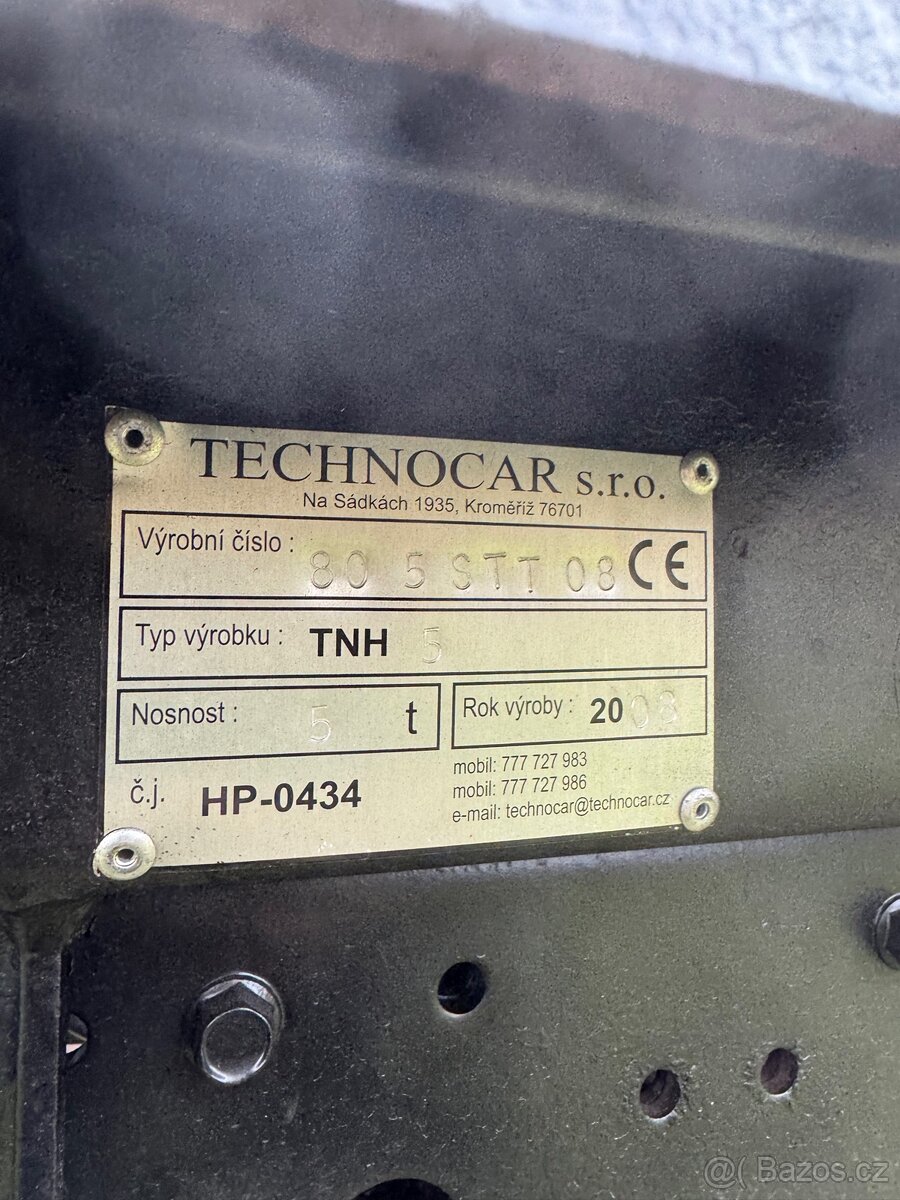 TECHNOCAR s.r.o.
Na Sádkách 1935, Kroměříž 76701
Výrobní číslo : 80 5 STT 08 CE
Typ výrobku : TNH 5
Nosnost : 5 t
Rok výroby : 2008
č.j. HP-0434
mobil: 777 727 983
mobil: 777 727 986
e-mail: technocar@technocar.cz
@( Bazos.cz